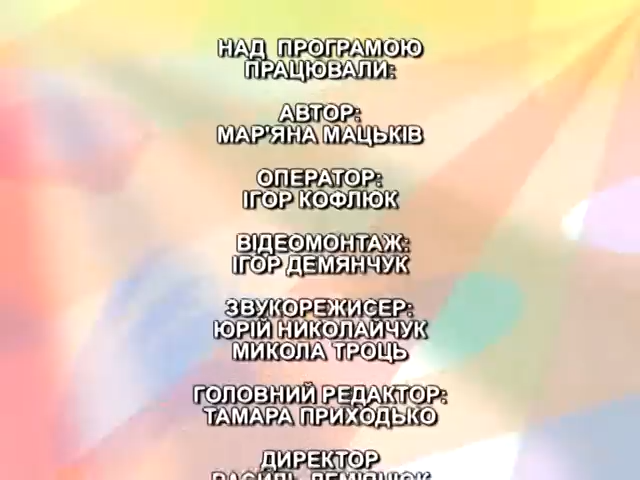 НАД ПРОГРАМОЮ
ПРАЦЮВАЛИ:
АВТОР:
МАР'ЯНА МАЦЬКІВ
ОПЕРАТОР:
ІГОР КОФЛЮК
ВІДЕОМОНТАЖ:
ІГОР ДЕМЯНЧУК
ЗВУКОРЕЖИСЕР:
ЮРІЙ НИКОЛАЙЧУК
МИКОЛА ТРОЦЬ
ГОЛОВНИЙ РЕДАКТОР:
ТАМАРА ПРИХОДЬКО
ДИРЕКТОР
ВАСИЛЬ